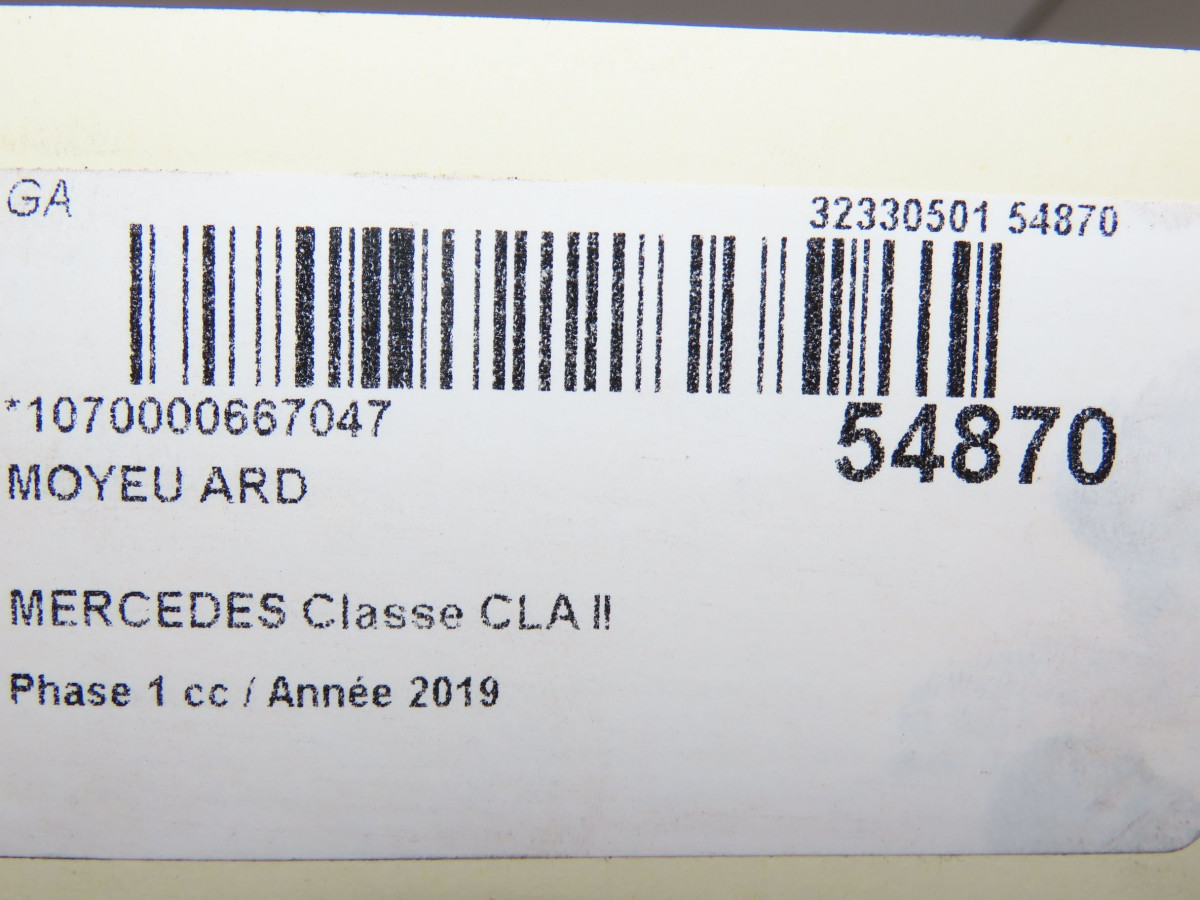 GA
32330501 54870
*1070000667047
54870
MOYEU ARD
MERCEDES Classe CLA II
Phase 1 cc / Année 2019